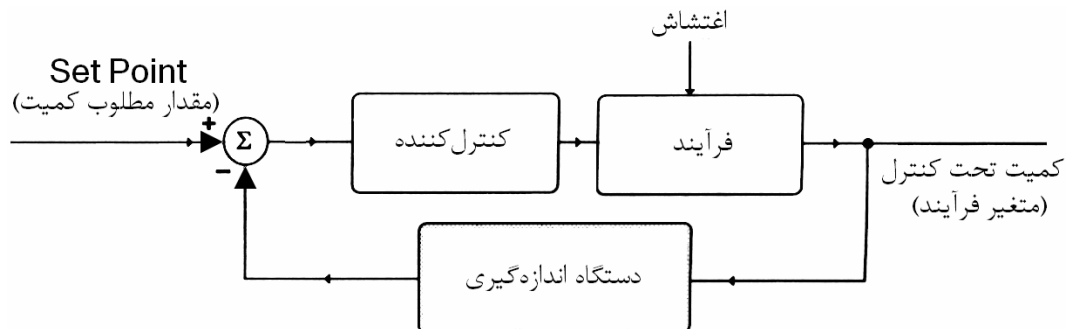 اغتشاش
Set Point
(مقدار مطلوب کمیت)
+
Σ
-
کنترل‌کننده
فرآیند
کمیت تحت کنترل
(متغیر فرآیند)
دستگاه اندازه‌گیری